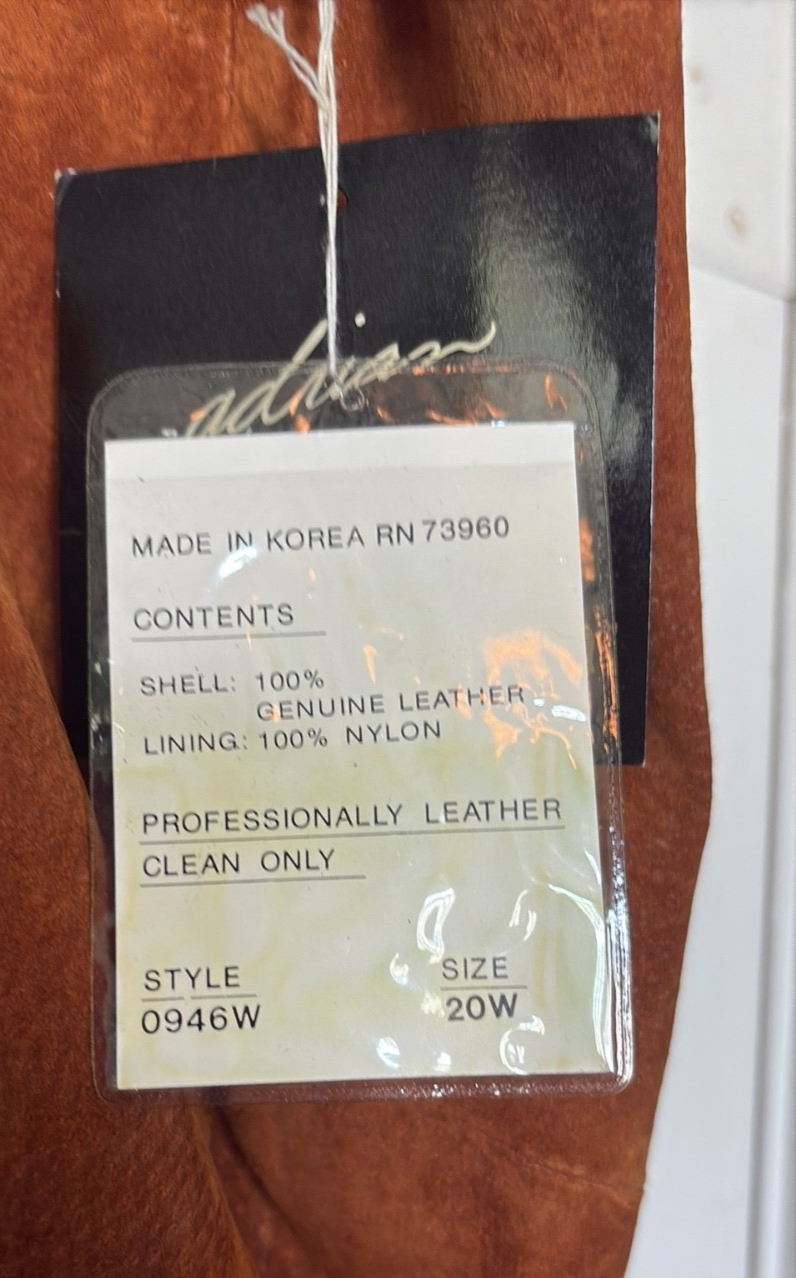 adrian
MADE IN KOREA RN 73960
CONTENTS
SHELL: 100%
GENUINE LEATHER
LINING: 100% NYLON
PROFESSIONALLY LEATHER
CLEAN ONLY
STYLE SIZE
0946W 20W